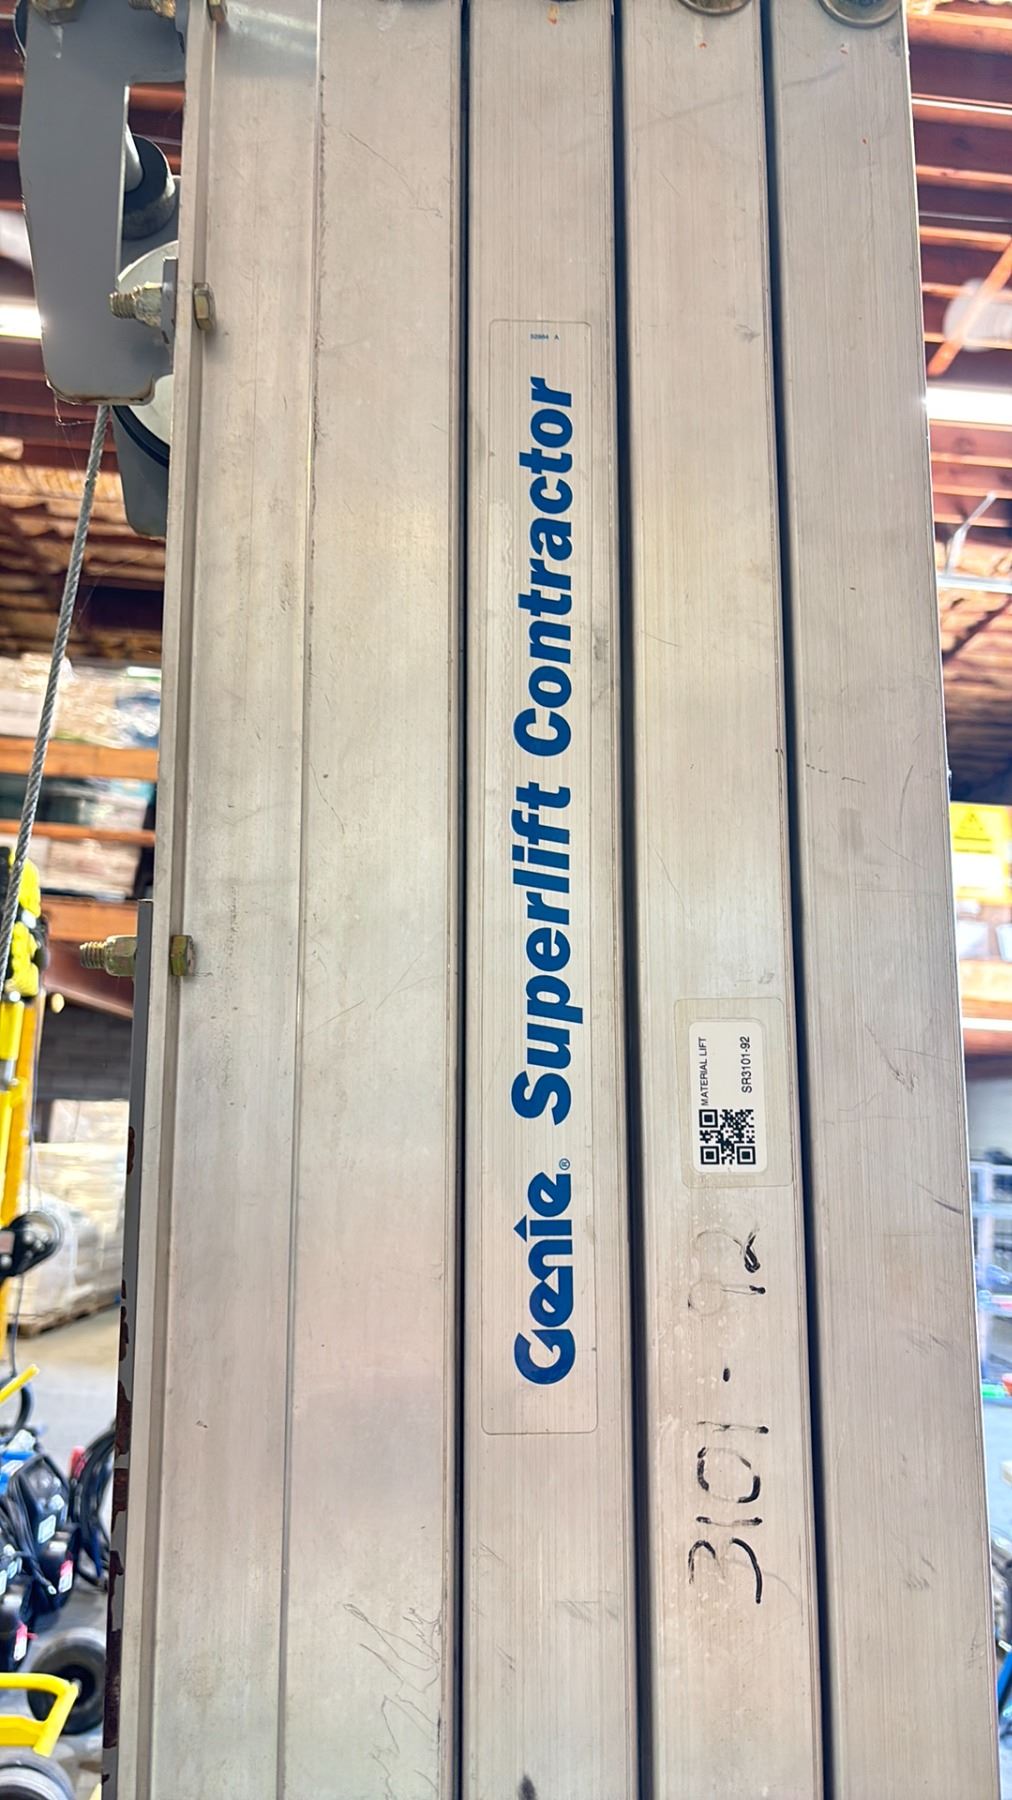 52884 A
Genie® Superlift Contractor
MATERIAL LIFT
SR3101-92
3101 . 92